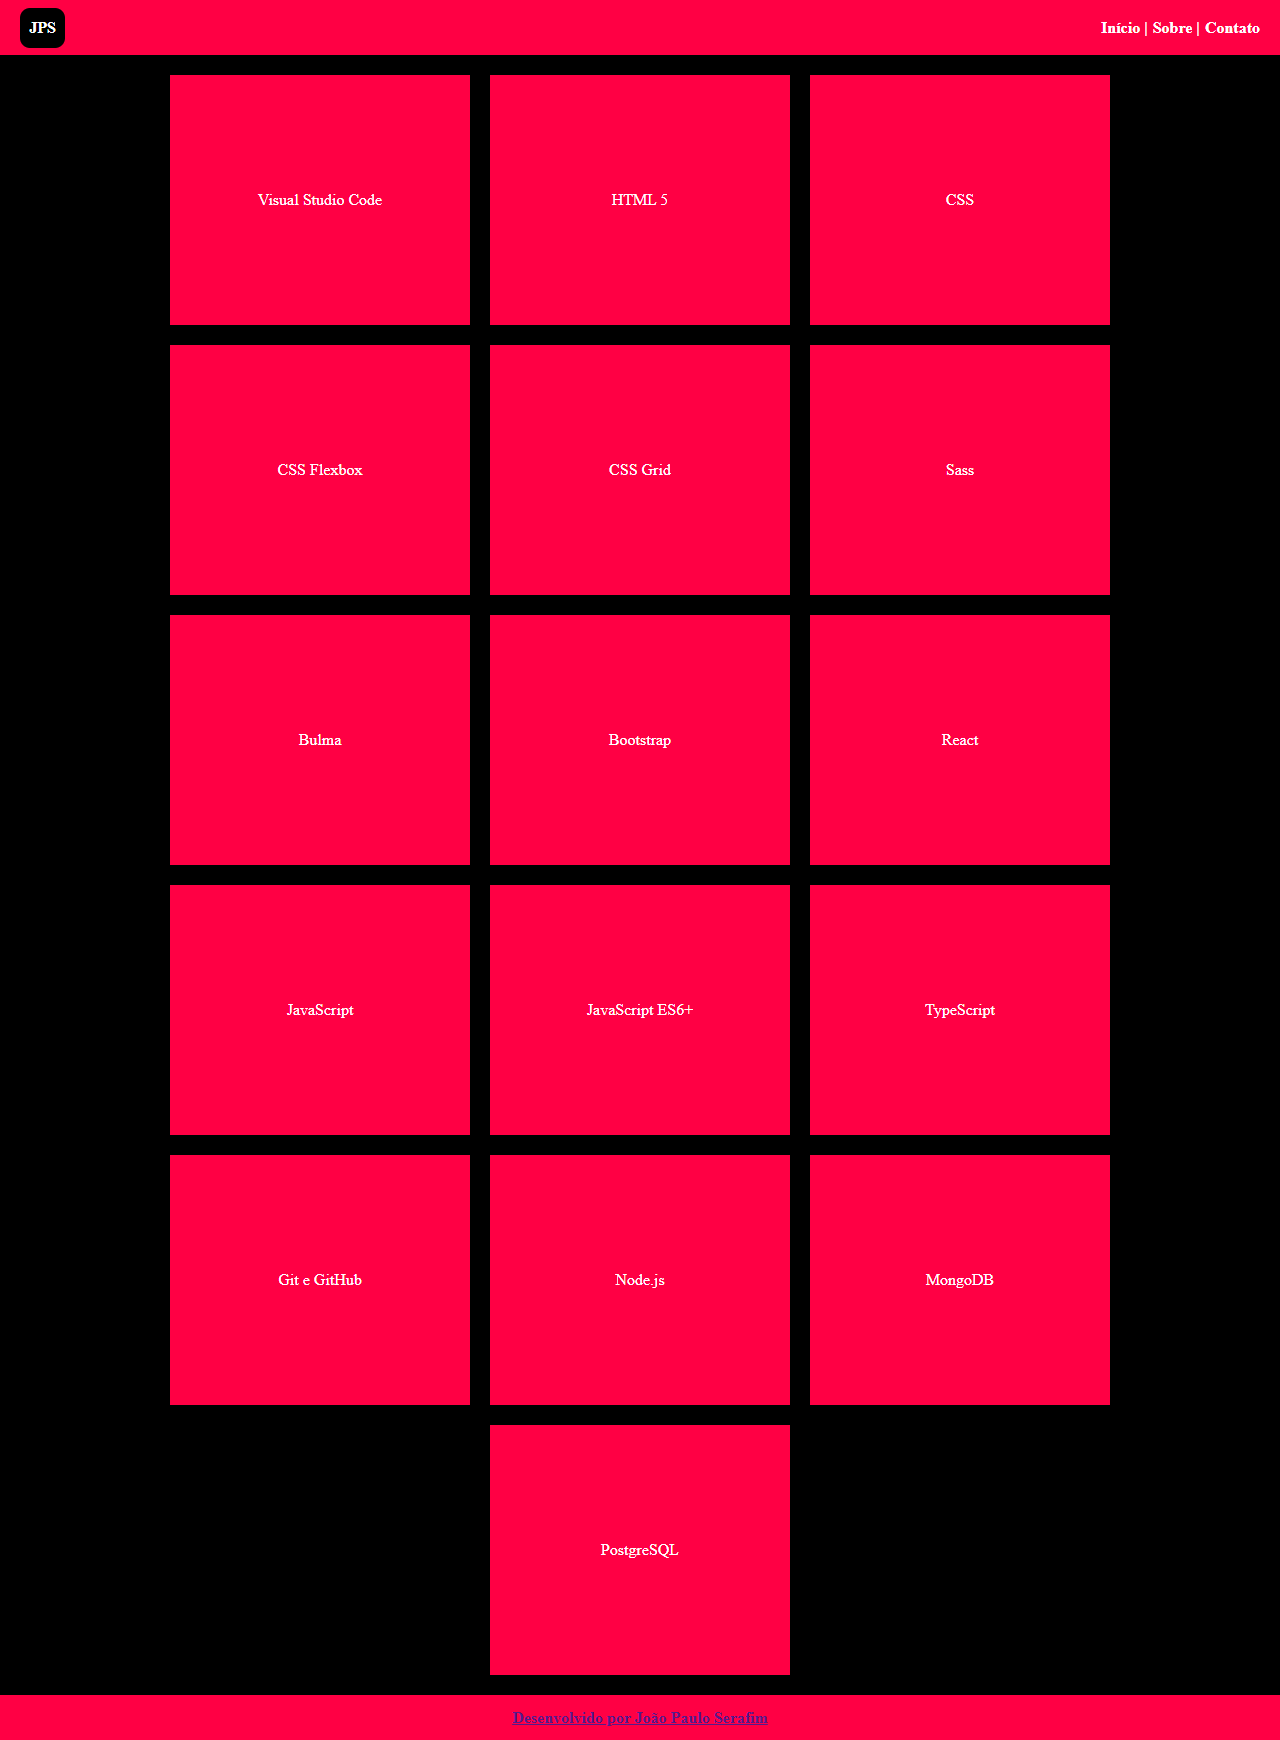 JPS
Início | Sobre | Contato
Visual Studio Code
HTML 5
CSS
CSS Flexbox
CSS Grid
Sass
Bulma
Bootstrap
React
JavaScript
JavaScript ES6+
TypeScript
Git e GitHub
Node.js
MongoDB
PostgreSQL
Desenvolvido por João Paulo Serafim